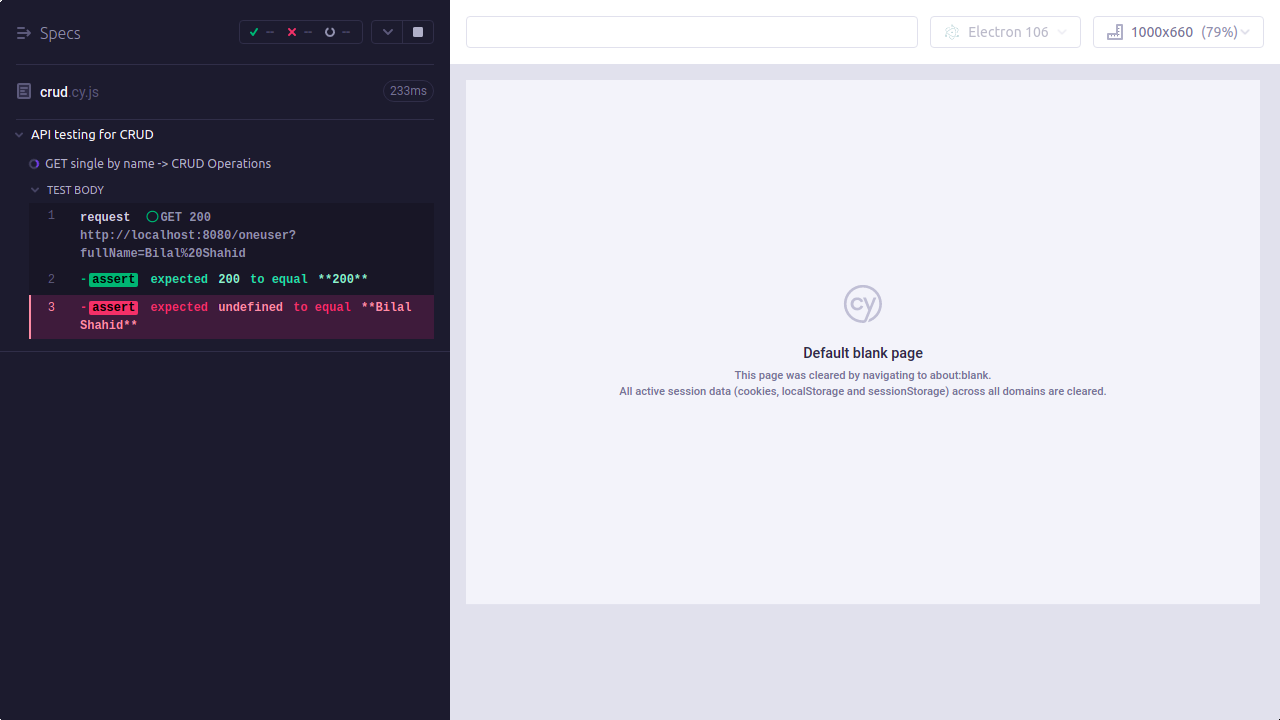 Specs
--
--
--
Electron 106
1000x660 (79%)
crud.cy.js
233ms
API testing for CRUD
GET single by name -> CRUD Operations
TEST BODY
1 request GET 200
http://localhost:8080/oneuser?
fullName=Bilal%20Shahid
2 -assert expected 200 to equal **200**
3 -assert expected undefined to equal **Bilal
Shahid**
cy
Default blank page
This page was cleared by navigating to about:blank.
All active session data (cookies, localStorage and sessionStorage) across all domains are cleared.